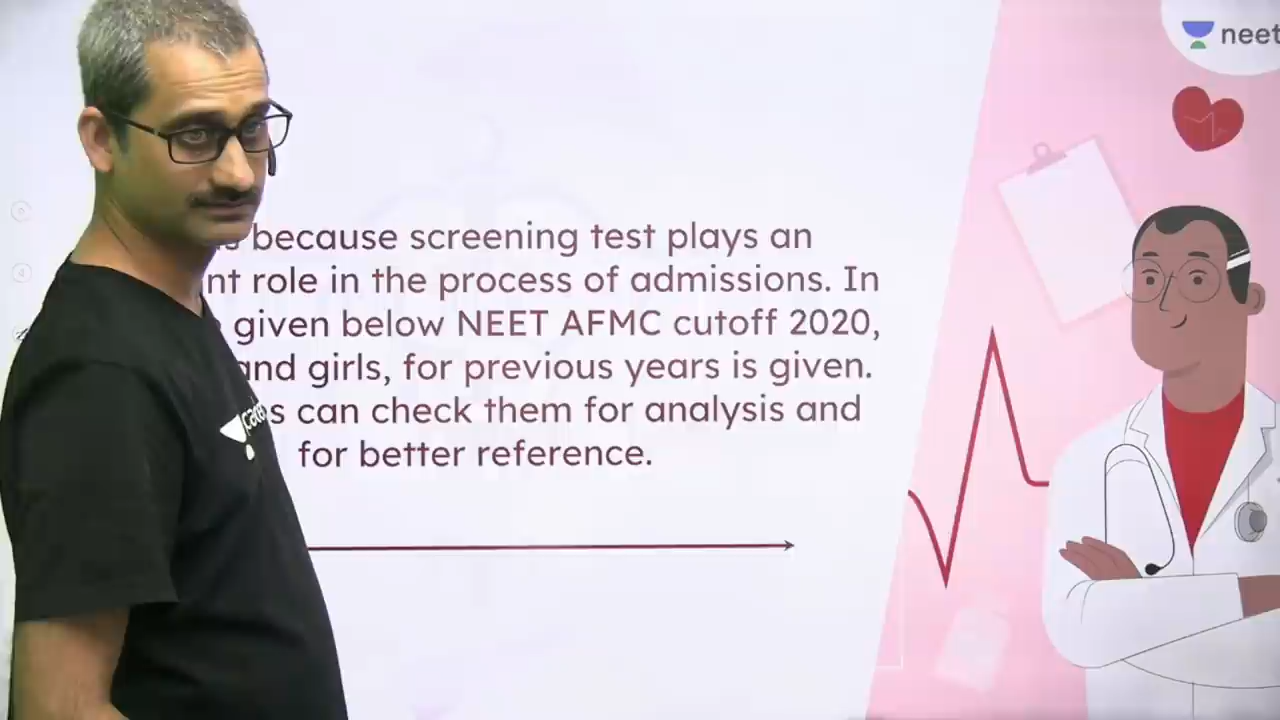 because screening test plays an
role in the process of admissions. In
given below NEET AFMC cutoff 2020,
and girls, for previous years is given.
can check them for analysis and
for better reference.
neet